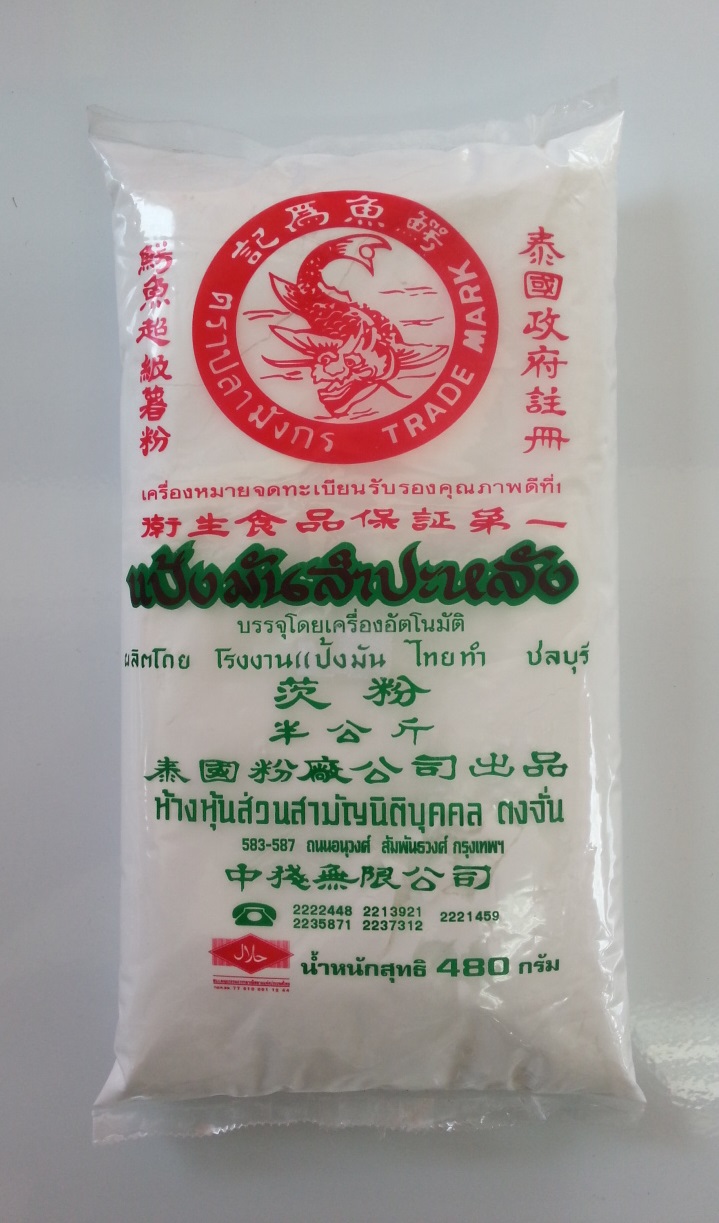 鱷魚為記
ตราปลามังกร TRADE MARK
鱷魚超級薯粉
泰國政府註冊
เครื่องหมายจดทะเบียนรับรองคุณภาพดีที่1
衛生食品保証第一
แป้งมันสำปะหลัง
บรรจุโดยเครื่องอัตโนมัติ
ผลิตโดย โรงงานแป้งมัน ไทยทำ ชลบุรี
茨粉
半公斤
泰國粉廠公司出品
ห้างหุ้นส่วนสามัญนิติบุคคล ตงจั่น
583-587 ถนนอนุวงศ์ สัมพันธวงศ์ กรุงเทพฯ
中棧無限公司
2222448 2213921 2221459
2235871 2237312
حلال
น้ำหนักสุทธิ 480 กรัม